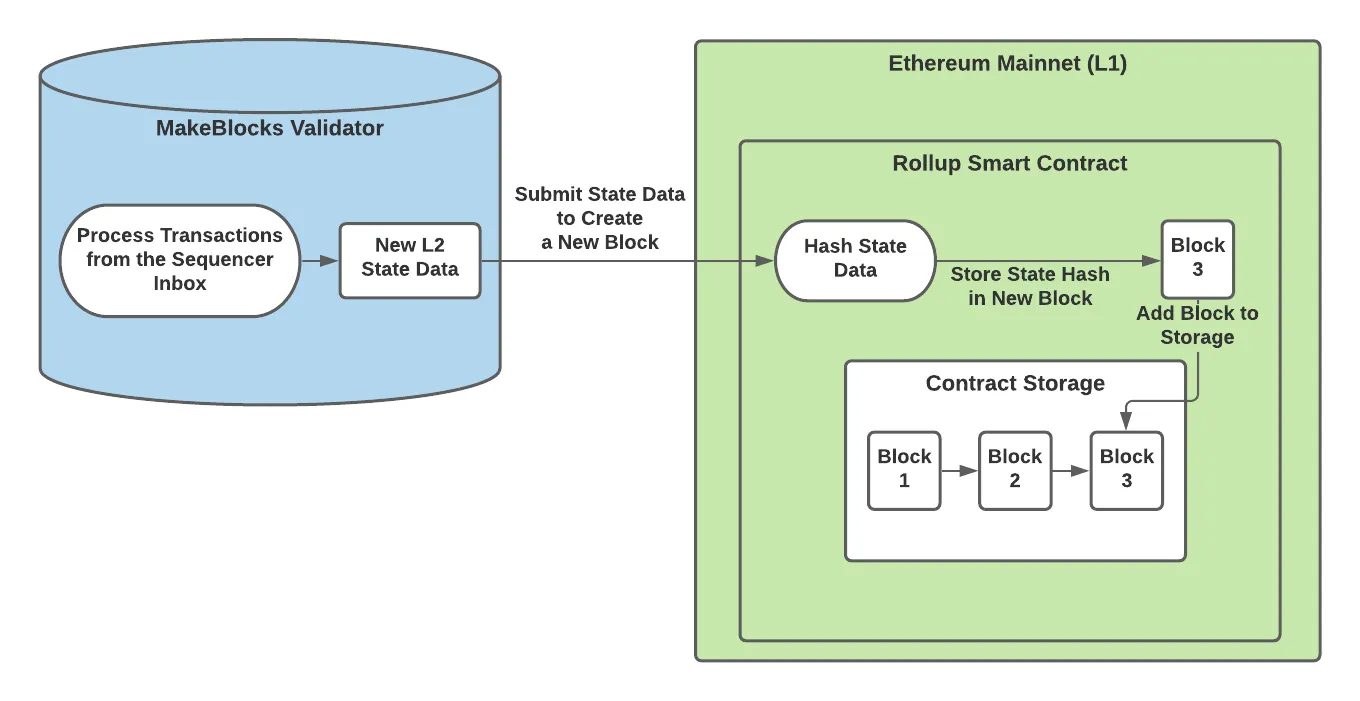 Ethereum Mainnet (L1)
MakeBlocks Validator
Rollup Smart Contract
Process Transactions
from the Sequencer
Inbox
New L2
State Data
Submit State Data
to Create
a New Block
Hash State
Data
Store State Hash
in New Block
Block
3
Add Block to
Storage
Contract Storage
Block
1
Block
2
Block
3